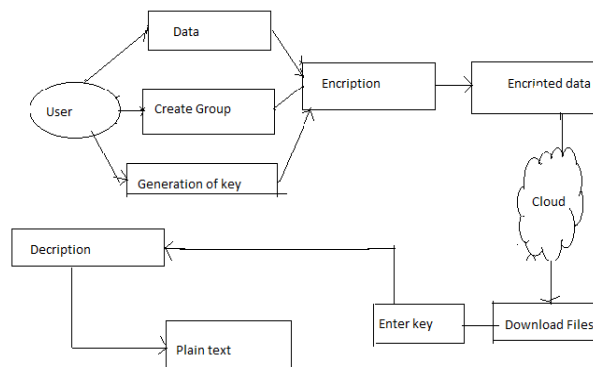 Data
User
Create Group
Generation of key
Encription
Encrinted data
Cloud
Decription
Enter key
Download Files
Plain text